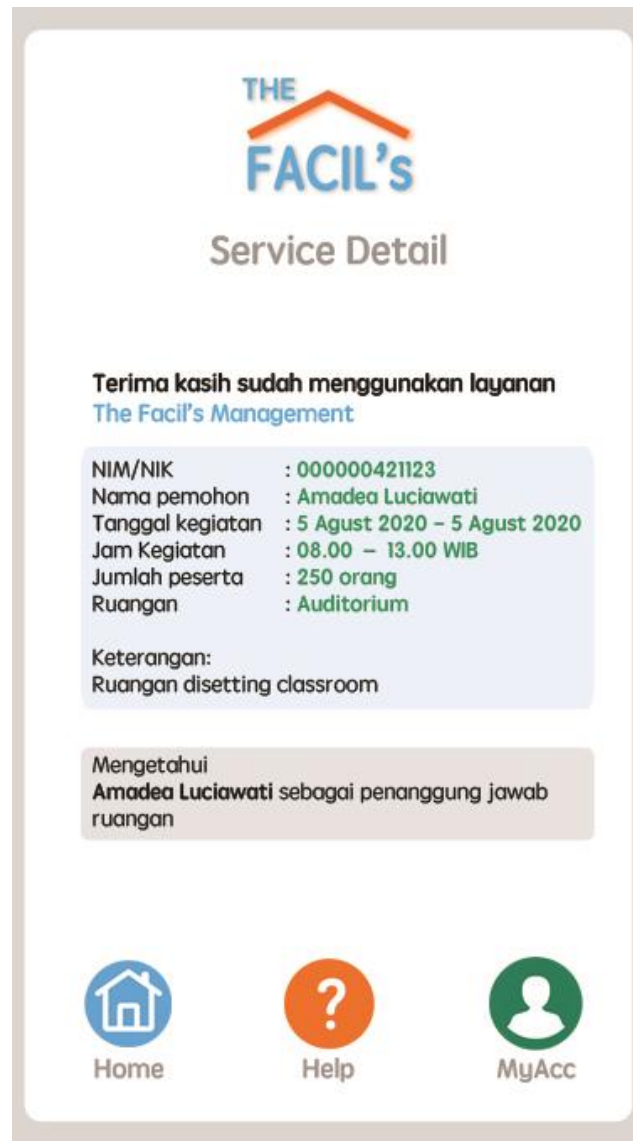 THE
FACIL's
Service Detail
Terima kasih sudah menggunakan layanan
The Facil's Management
NIM/NIK : 000000421123
Nama pemohon : Amadea Luciawati
Tanggal kegiatan : 5 Agust 2020 – 5 Agust 2020
Jam Kegiatan : 08.00 – 13.00 WIB
Jumlah peserta : 250 orang
Ruangan : Auditorium
Keterangan:
Ruangan disetting classroom
Mengetahui
Amadea Luciawati sebagai penanggung jawab
ruangan
?
Home Help MyAcc